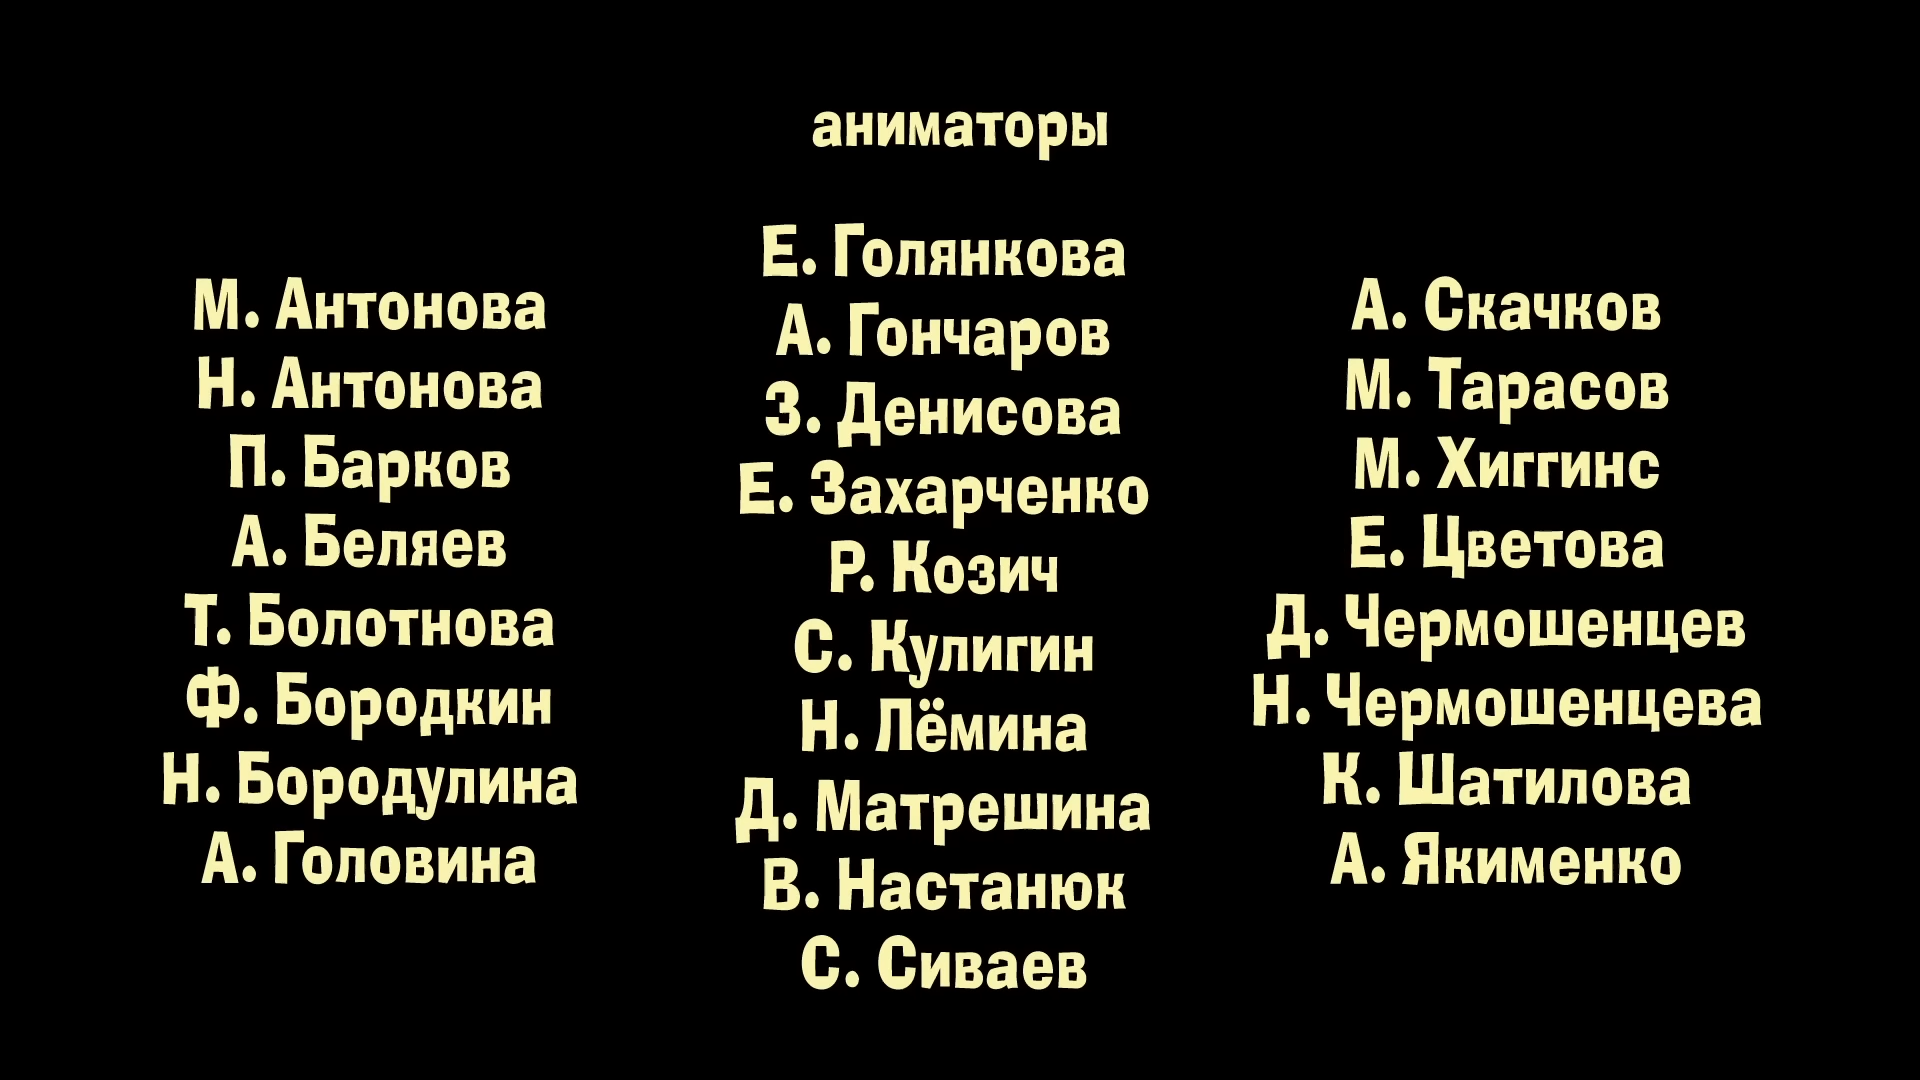 аниматоры
М. Антонова
Н. Антонова
П. Барков
А. Беляев
Т. Болотнова
Ф. Бородкин
Н. Бородулина
А. Головина
Е. Голянкова
А. Гончаров
З. Денисова
Е. Захарченко
Р. Козич
С. Кулигин
Н. Лёмина
Д. Матрешина
В. Настанюк
С. Сиваев
А. Скачков
М. Тарасов
М. Хиггинс
Е. Цветова
Д. Чермошенцев
Н. Чермошенцева
К. Шатилова
А. Якименко